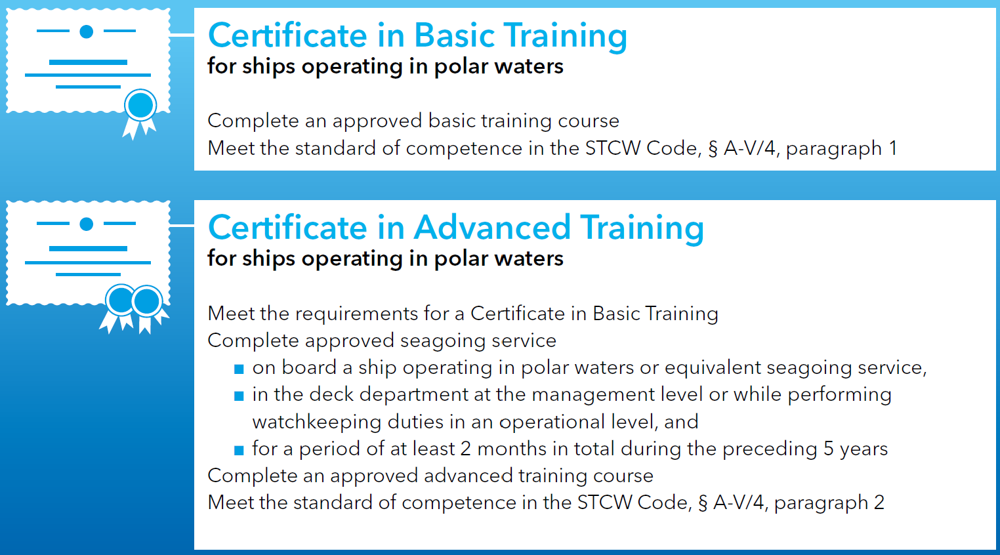 Certificate in Basic Training
for ships operating in polar waters
Complete an approved basic training course
Meet the standard of competence in the STCW Code, § A-V/4, paragraph 1
Certificate in Advanced Training
for ships operating in polar waters
Meet the requirements for a Certificate in Basic Training
Complete approved seagoing service
■ on board a ship operating in polar waters or equivalent seagoing service,
■ in the deck department at the management level or while performing
watchkeeping duties in an operational level, and
■ for a period of at least 2 months in total during the preceding 5 years
Complete an approved advanced training course
Meet the standard of competence in the STCW Code, § A-V/4, paragraph 2